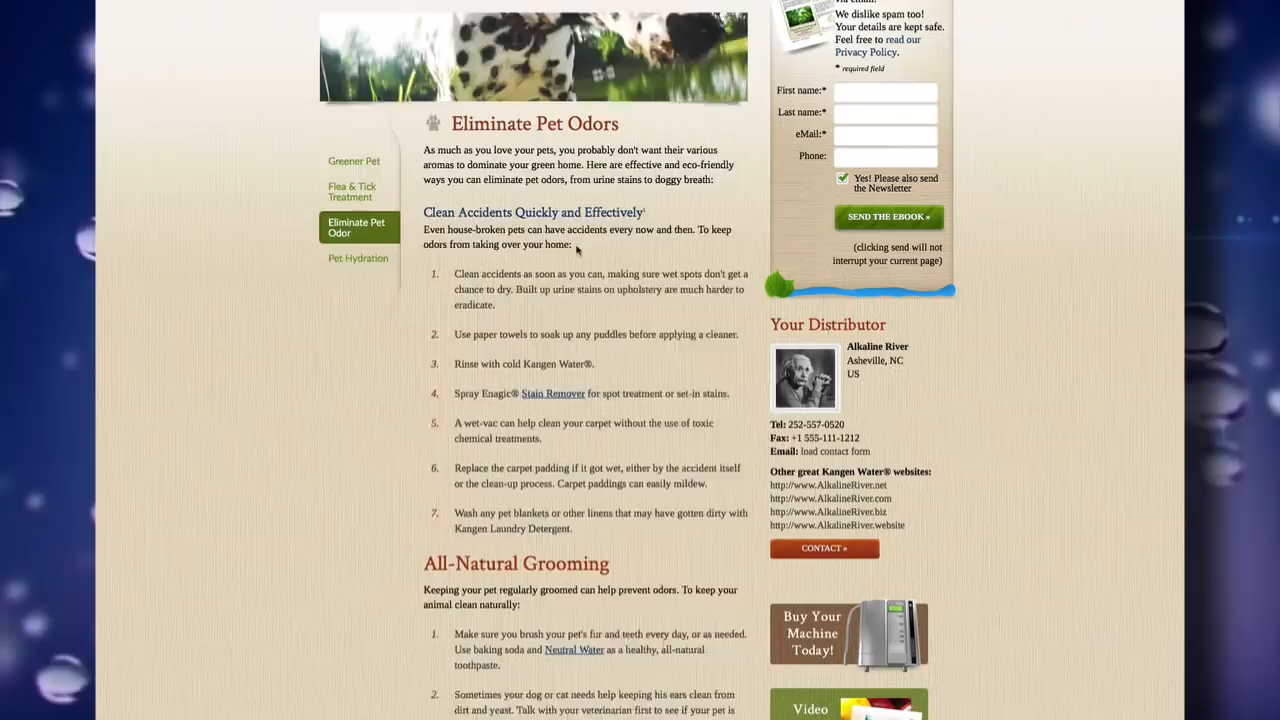 Eliminate Pet Odors
As much as you love your pets, you probably don't want their various
aromas to dominate your green home. Here are effective and eco-friendly
ways you can eliminate pet odors, from urine stains to doggy breath:
Greener Pet
Flea & Tick
Treatment
Eliminate Pet
Odor
Pet Hydration
Clean Accidents Quickly and Effectively¹
Even house-broken pets can have accidents every now and then. To keep
odors from taking over your home:
1. Clean accidents as soon as you can, making sure wet spots don't get a
chance to dry. Built up urine stains on upholstery are much harder to
eradicate.
2. Use paper towels to soak up any puddles before applying a cleaner.
3. Rinse with cold Kangen Water®.
4. Spray Enagic® Stain Remover for spot treatment or set-in stains.
5. A wet-vac can help clean your carpet without the use of toxic
chemical treatments.
6. Replace the carpet padding if it got wet, either by the accident itself
or the clean-up process. Carpet paddings can easily mildew.
7. Wash any pet blankets or other linens that may have gotten dirty with
Kangen Laundry Detergent.
All-Natural Grooming
Keeping your pet regularly groomed can help prevent odors. To keep your
animal clean naturally:
1. Make sure you brush your pet's fur and teeth every day, or as needed.
Use baking soda and Neutral Water as a healthy, all-natural
toothpaste.
2. Sometimes your dog or cat needs help keeping his ears clean from
dirt and yeast. Talk with your veterinarian first to see if your pet is
via email!
We dislike spam too!
Your details are kept safe.
Feel free to read our
Privacy Policy.
* required field
First name:*
Last name:*
eMail:*
Phone:
Yes! Please also send
the Newsletter
SEND THE EBOOK »
(clicking send will not
interrupt your current page)
Your Distributor
Alkaline River
Asheville, NC
US
Tel: 252-557-0520
Fax: +1 555-111-1212
Email: load contact form
Other great Kangen Water® websites:
http://www.AlkalineRiver.net
http://www.AlkalineRiver.com
http://www.AlkalineRiver.biz
http://www.AlkalineRiver.website
CONTACT »
Buy Your
Machine
Today!
Video